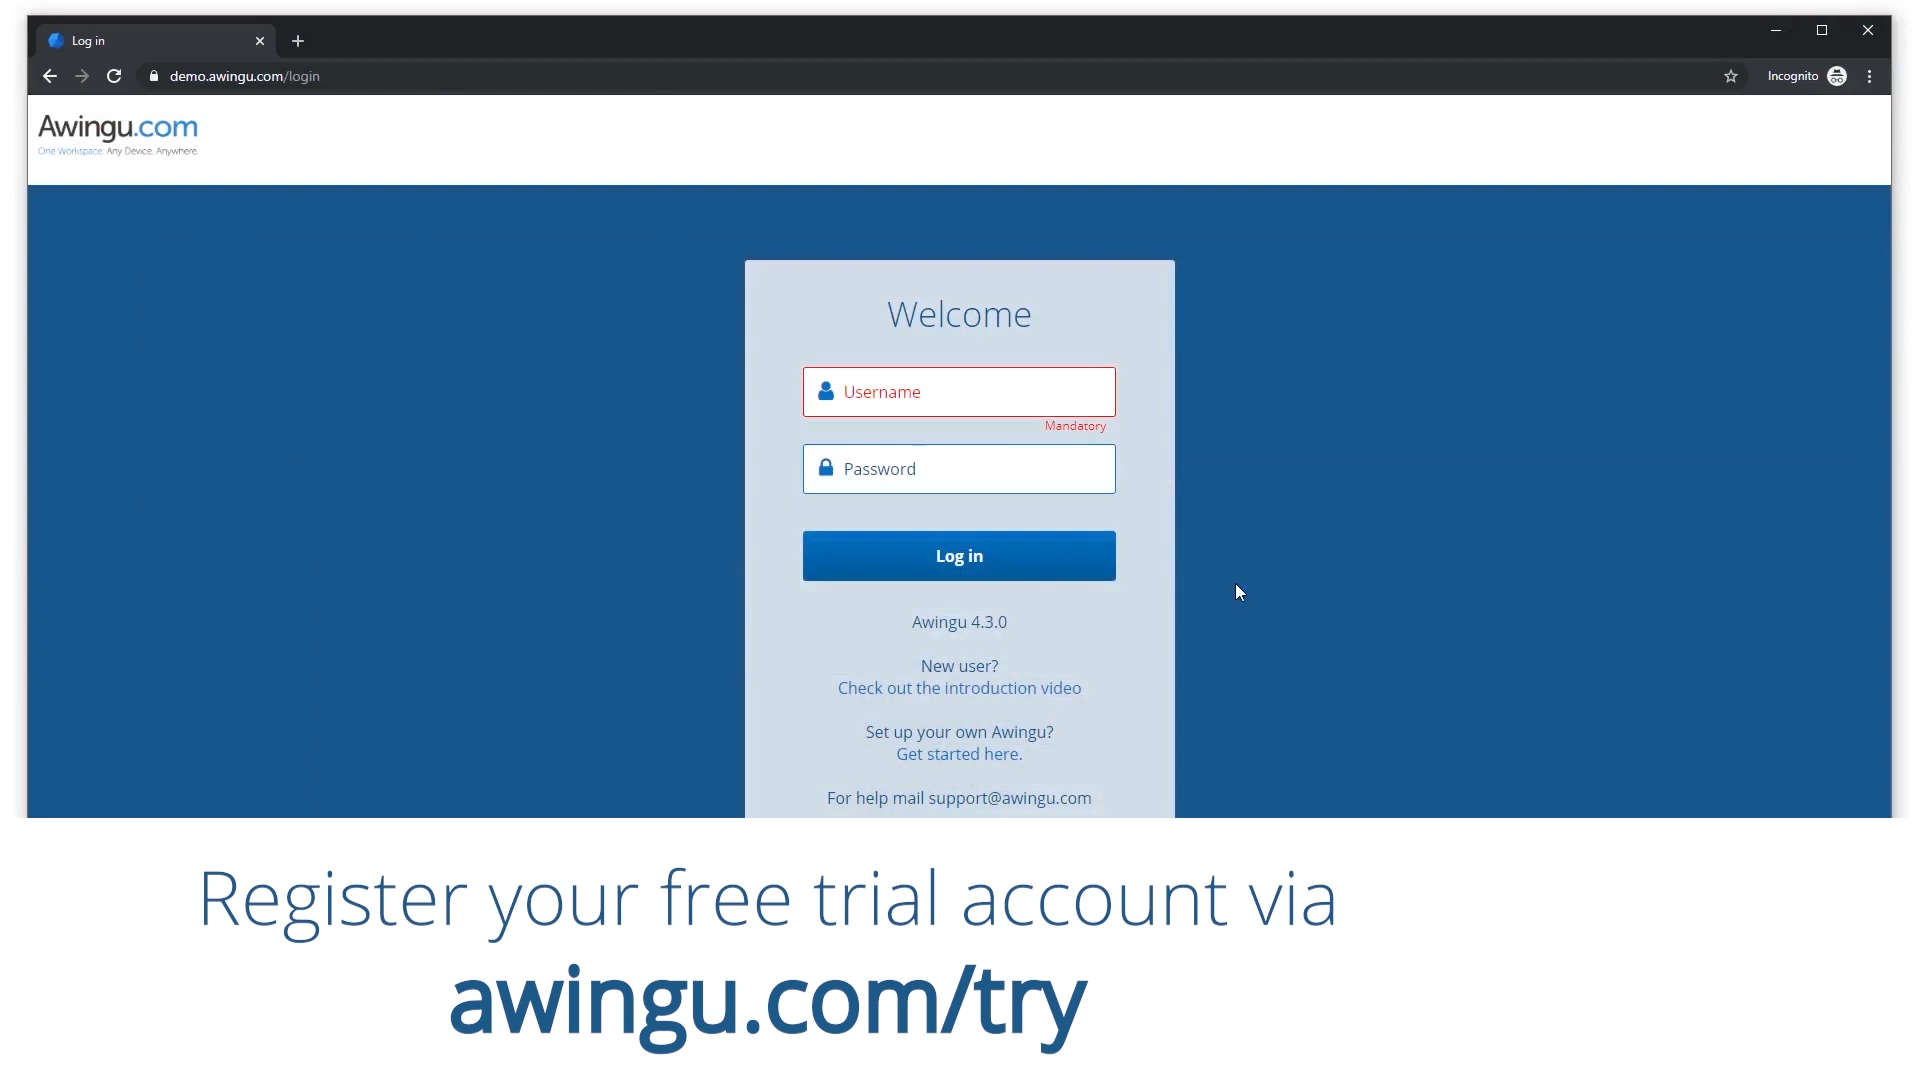 Log in
demo.awingu.com/login
Incognito
Awingu.com
One Workspace. Any Device. Anywhere.
Welcome
Username
Mandatory
Password
Log in
Awingu 4.3.0
New user?
Check out the introduction video
Set up your own Awingu?
Get started here.
For help mail support@awingu.com
Register your free trial account via
awingu.com/try